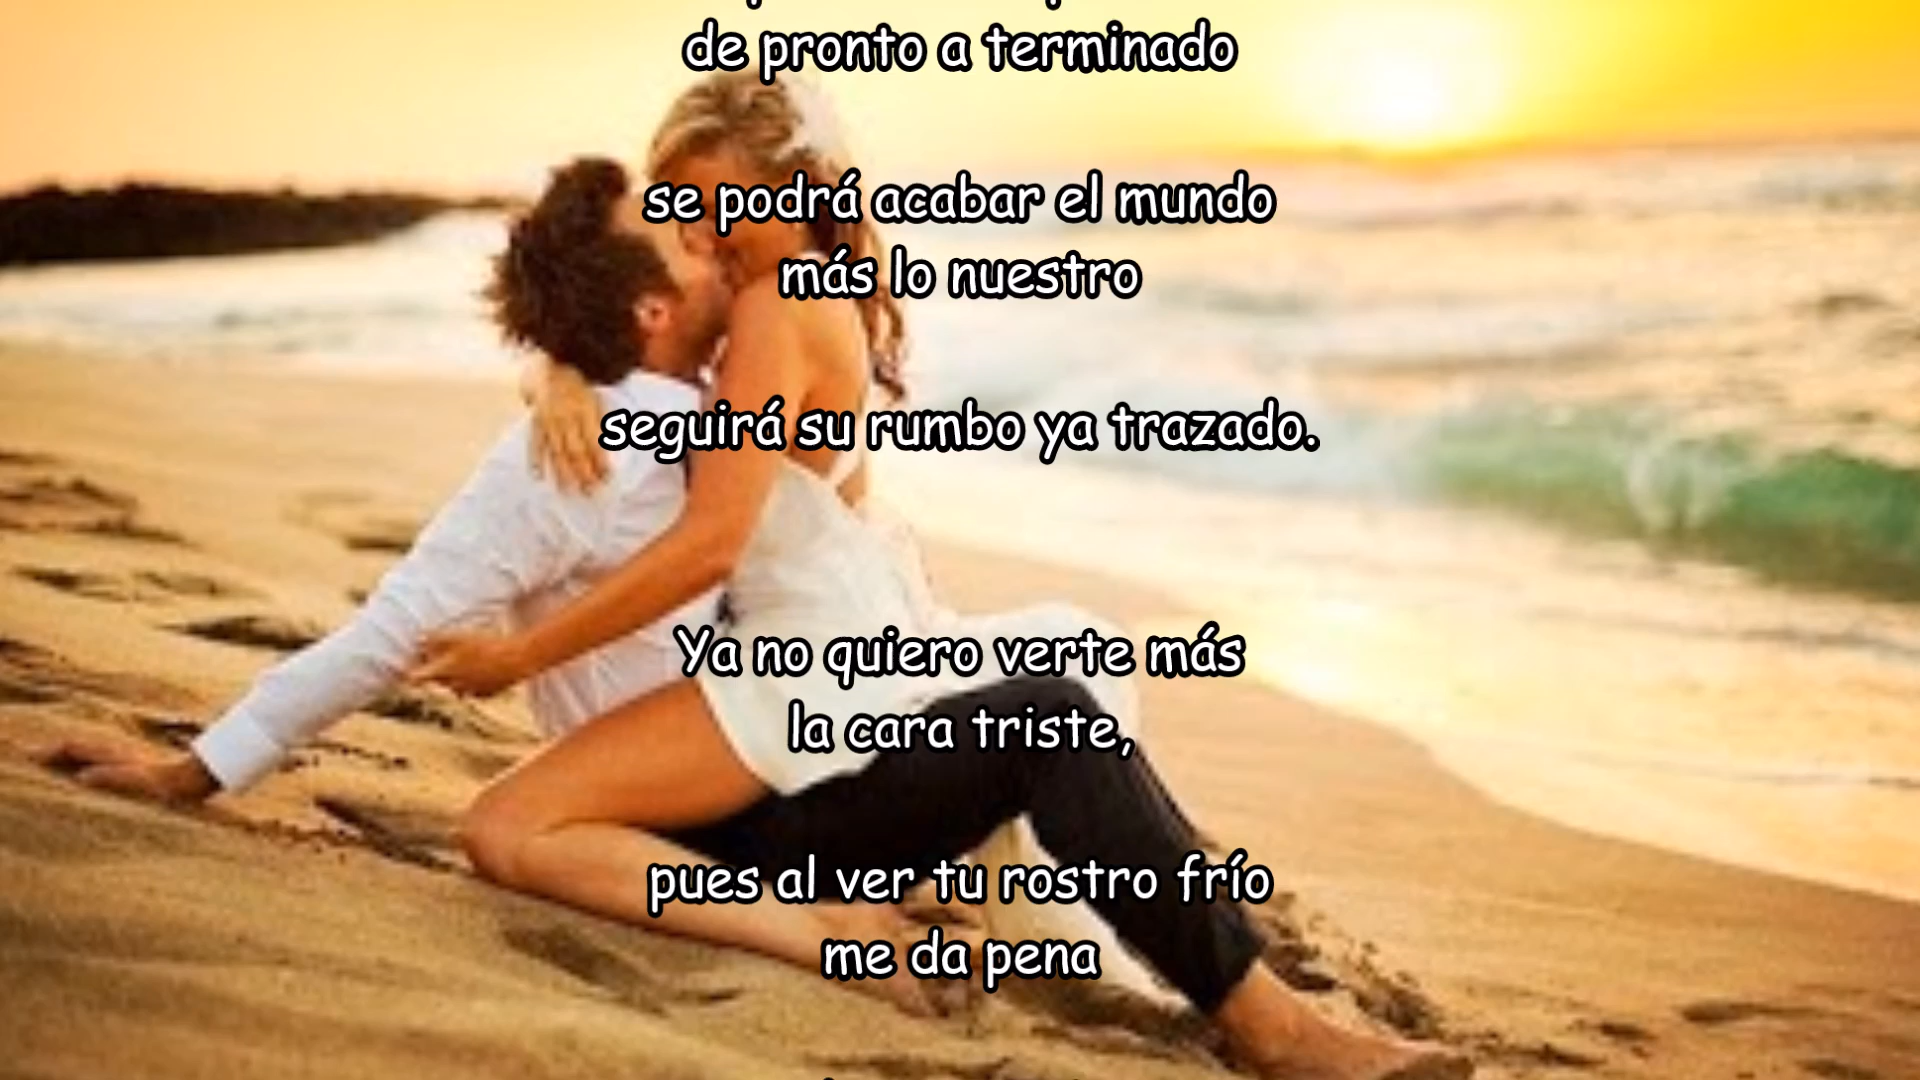 de pronto a terminado
se podrá acabar el mundo
más lo nuestro
seguirá su rumbo ya trazado.
Ya no quiero verte más
la cara triste,
pues al ver tu rostro frío
me da pena